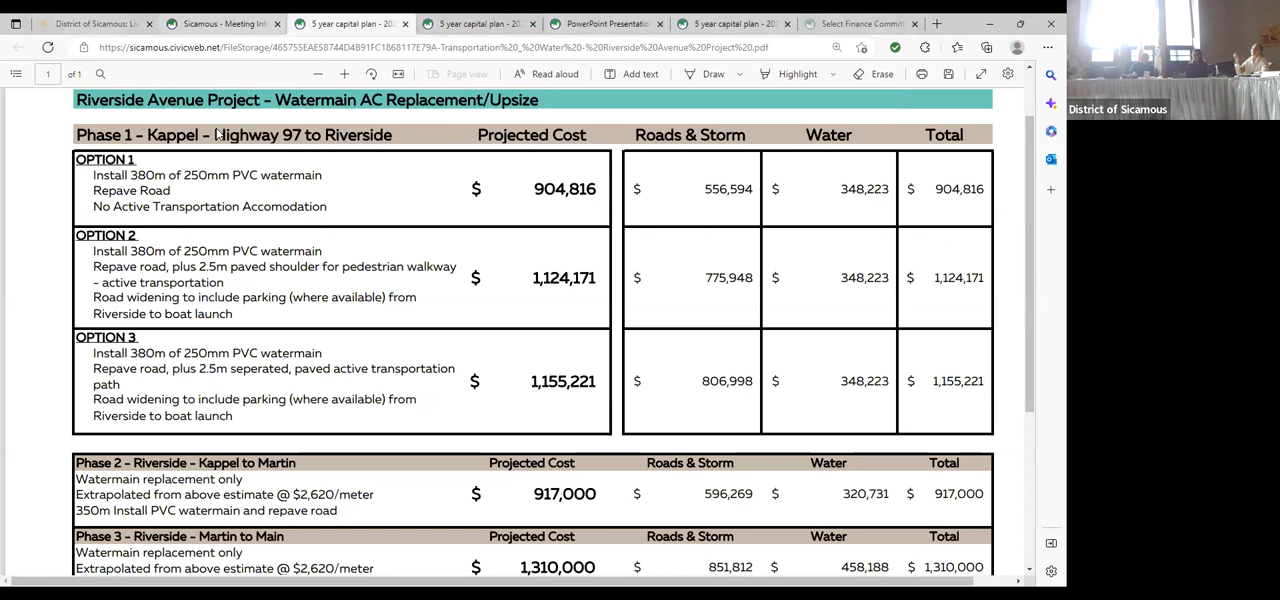 District of Sicamous: Li
Sicamous - Meeting Inf
5 year capital plan - 202
5 year capital plan - 202
PowerPoint Presentatio
5 year capital plan - 202
Select Finance Committ
https://sicamous.civicweb.net/FileStorage/465755EAE58744D4B91FC1868117E79A-Transportation%20_%20Water%20-%20Riverside%20Avenue%20Project%20.pdf
1 of 1
Page view
Read aloud
Add text
Draw
Highlight
Erase
District of Sicamous
Riverside Avenue Project - Watermain AC Replacement/Upsize
Phase 1 - Kappel - Highway 97 to Riverside Projected Cost Roads & Storm Water Total
OPTION 1
Install 380m of 250mm PVC watermain
Repave Road
No Active Transportation Accomodation
$ 904,816 $ 556,594 $ 348,223 $ 904,816
OPTION 2
Install 380m of 250mm PVC watermain
Repave road, plus 2.5m paved shoulder for pedestrian walkway
- active transportation
Road widening to include parking (where available) from
Riverside to boat launch
$ 1,124,171 $ 775,948 $ 348,223 $ 1,124,171
OPTION 3
Install 380m of 250mm PVC watermain
Repave road, plus 2.5m seperated, paved active transportation
path
Road widening to include parking (where available) from
Riverside to boat launch
$ 1,155,221 $ 806,998 $ 348,223 $ 1,155,221
Phase 2 - Riverside - Kappel to Martin Projected Cost Roads & Storm Water Total
Watermain replacement only
Extrapolated from above estimate @ $2,620/meter
350m Install PVC watermain and repave road
$ 917,000 $ 596,269 $ 320,731 $ 917,000
Phase 3 - Riverside - Martin to Main Projected Cost Roads & Storm Water Total
Watermain replacement only
Extrapolated from above estimate @ $2,620/meter
$ 1,310,000 $ 851,812 $ 458,188 $ 1,310,000